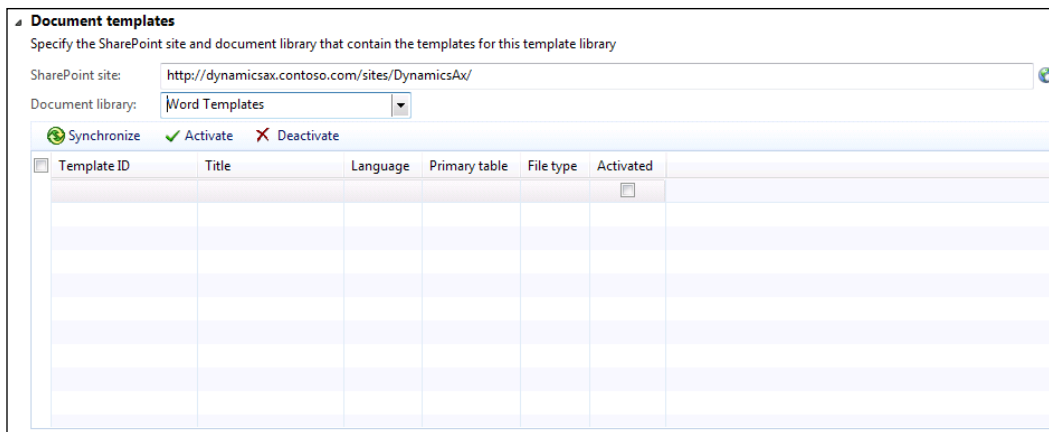 Document templates
Specify the SharePoint site and document library that contain the templates for this template library
SharePoint site: http://dynamicsax.contoso.com/sites/DynamicsAx/
Document library: Word Templates
Synchronize Activate Deactivate
Template ID Title Language Primary table File type Activated